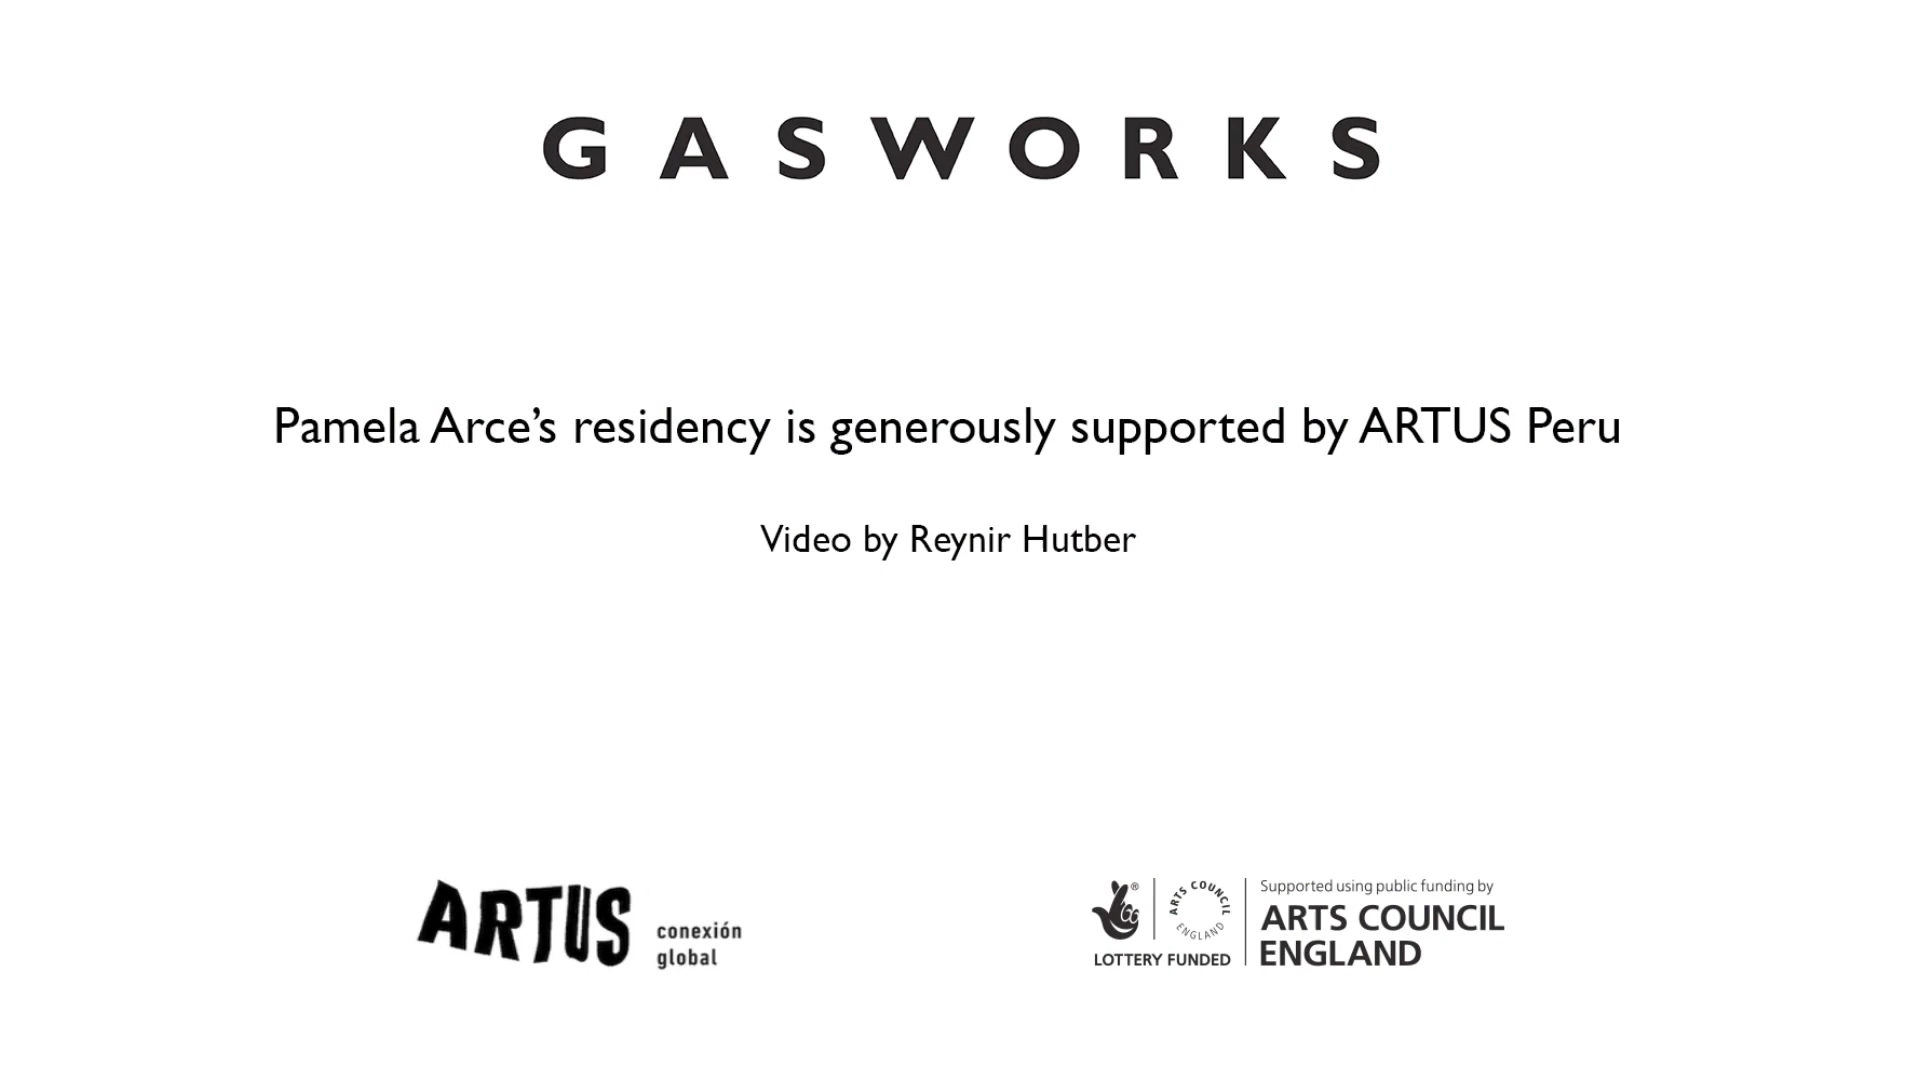 GASWORKS
Pamela Arce’s residency is generously supported by ARTUS Peru
Video by Reynir Hutber
ARTUS
conexión
global
®
LOTTERY FUNDED
ARTS COUNCIL
ENGLAND
Supported using public funding by
ARTS COUNCIL
ENGLAND